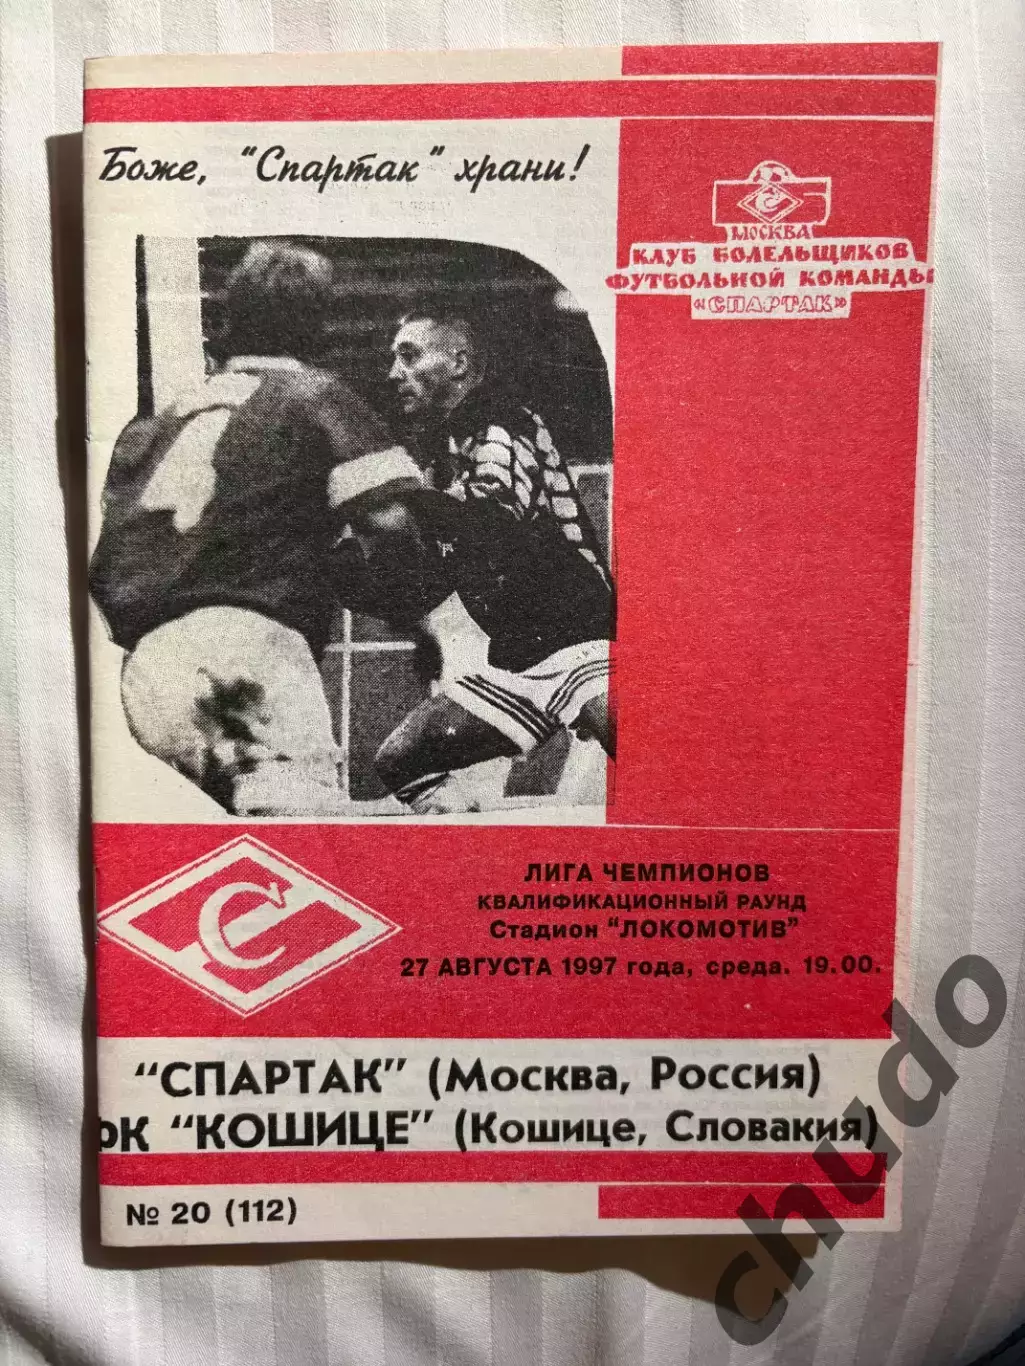 Боже, "Спартак" храни!
МОСКВА
КЛУБ БОЛЕЛЬЩИКОВ
ФУТБОЛЬНОЙ КОМАНДЫ
«СПАРТАК»
ЛИГА ЧЕМПИОНОВ
КВАЛИФИКАЦИОННЫЙ РАУНД
Стадион "ЛОКОМОТИВ"
27 АВГУСТА 1997 года, среда. 19.00.
"СПАРТАК" (Москва, Россия)
ФК "КОШИЦЕ" (Кошице, Словакия)
№ 20 (112)
chudo